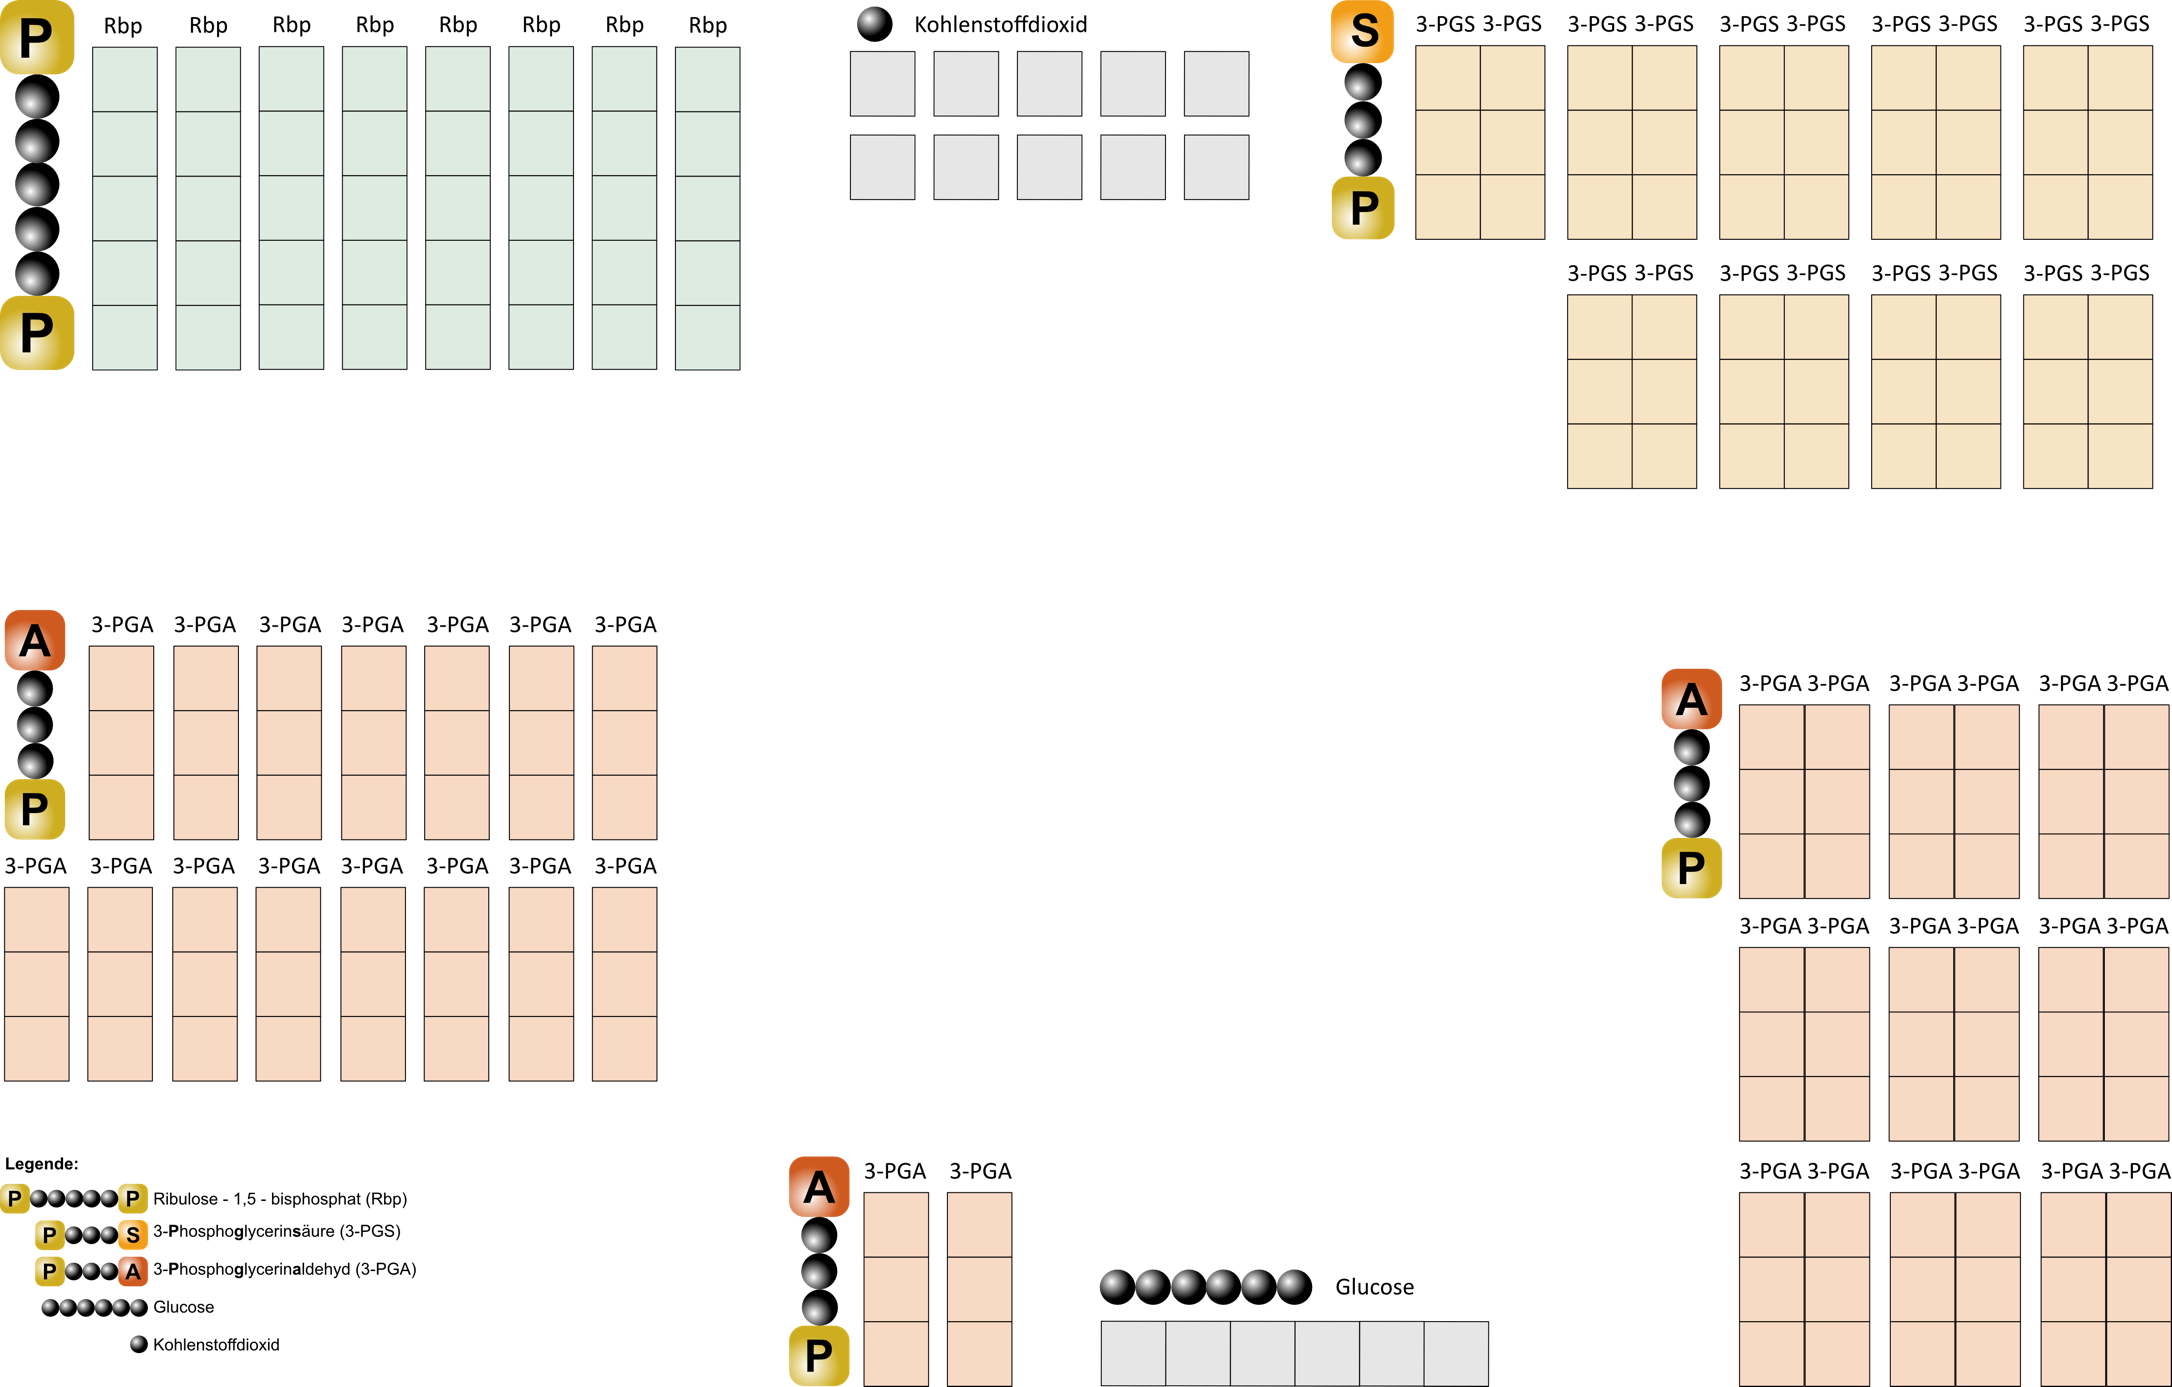 P
P
Rbp Rbp Rbp Rbp Rbp Rbp Rbp Rbp
Kohlenstoffdioxid
S
P
3-PGS 3-PGS 3-PGS 3-PGS 3-PGS 3-PGS 3-PGS 3-PGS 3-PGS 3-PGS
3-PGS 3-PGS 3-PGS 3-PGS 3-PGS 3-PGS 3-PGS 3-PGS
A
P
3-PGA 3-PGA 3-PGA 3-PGA 3-PGA 3-PGA 3-PGA
3-PGA 3-PGA 3-PGA 3-PGA 3-PGA 3-PGA 3-PGA 3-PGA
A
P
3-PGA 3-PGA 3-PGA 3-PGA 3-PGA 3-PGA
3-PGA 3-PGA 3-PGA 3-PGA 3-PGA 3-PGA
3-PGA 3-PGA 3-PGA 3-PGA 3-PGA 3-PGA
Legende:
P P Ribulose - 1,5 - bisphosphat (Rbp)
P S 3-Phosphoglycerinsäure (3-PGS)
P A 3-Phosphoglycerinaldehyd (3-PGA)
Glucose
Kohlenstoffdioxid
A
P
3-PGA 3-PGA
Glucose